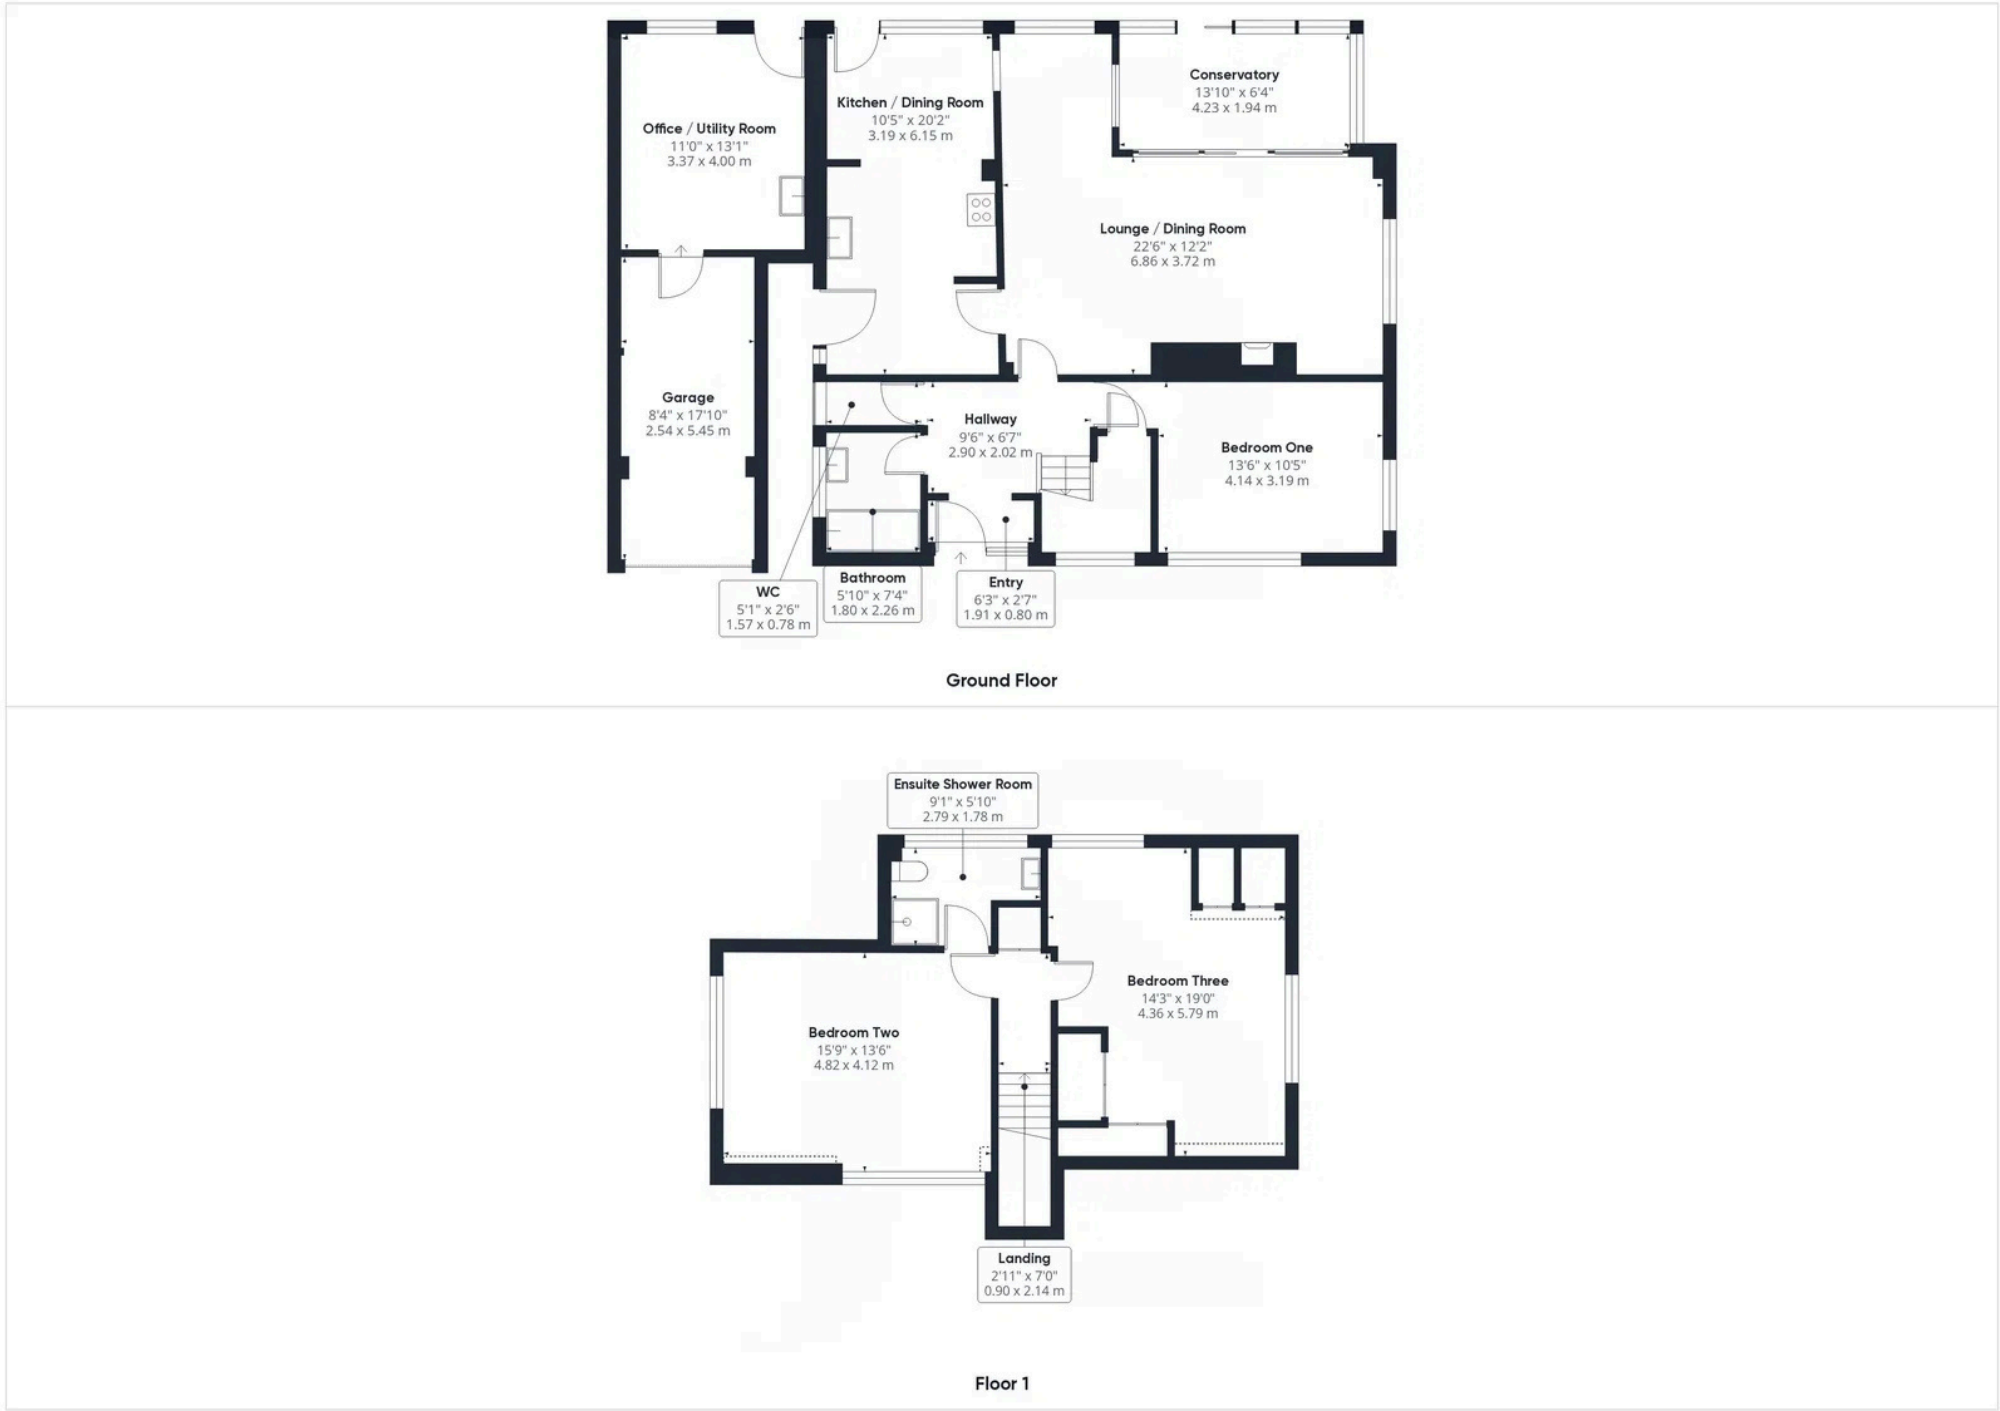 Conservatory
13'10" x 6'4"
4.23 x 1.94 m
Kitchen / Dining Room
10'5" x 20'2"
3.19 x 6.15 m
Office / Utility Room
11'0" x 13'1"
3.37 x 4.00 m
Lounge / Dining Room
22'6" x 12'2"
6.86 x 3.72 m
Garage
8'4" x 17'10"
2.54 x 5.45 m
Hallway
9'6" x 6'7"
2.90 x 2.02 m
Bedroom One
13'6" x 10'5"
4.14 x 3.19 m
WC
5'1" x 2'6"
1.57 x 0.78 m
Bathroom
5'10" x 7'4"
1.80 x 2.26 m
Entry
6'3" x 2'7"
1.91 x 0.80 m
Ground Floor
Ensuite Shower Room
9'1" x 5'10"
2.79 x 1.78 m
Bedroom Three
14'3" x 19'0"
4.36 x 5.79 m
Bedroom Two
15'9" x 13'6"
4.82 x 4.12 m
Landing
2'11" x 7'0"
0.90 x 2.14 m
Floor 1